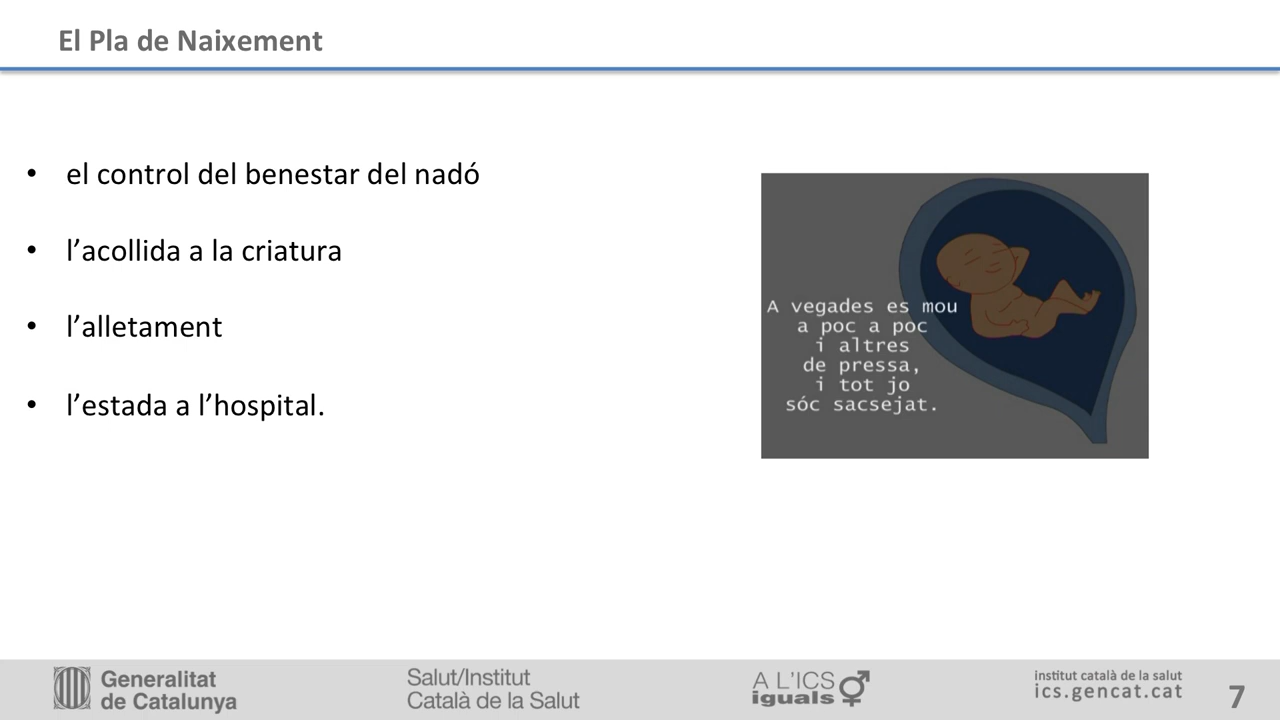 El Pla de Naixement
• el control del benestar del nadó
• l’acollida a la criatura
• l’alletament
• l’estada a l’hospital.
A vegades es mou
a poc a poc
i altres
de pressa,
i tot jo
sóc sacsejat.
Generalitat
de Catalunya
Salut/Institut
Català de la Salut
A L'ICS
iguals
institut català de la salut
ics.gencat.cat
7